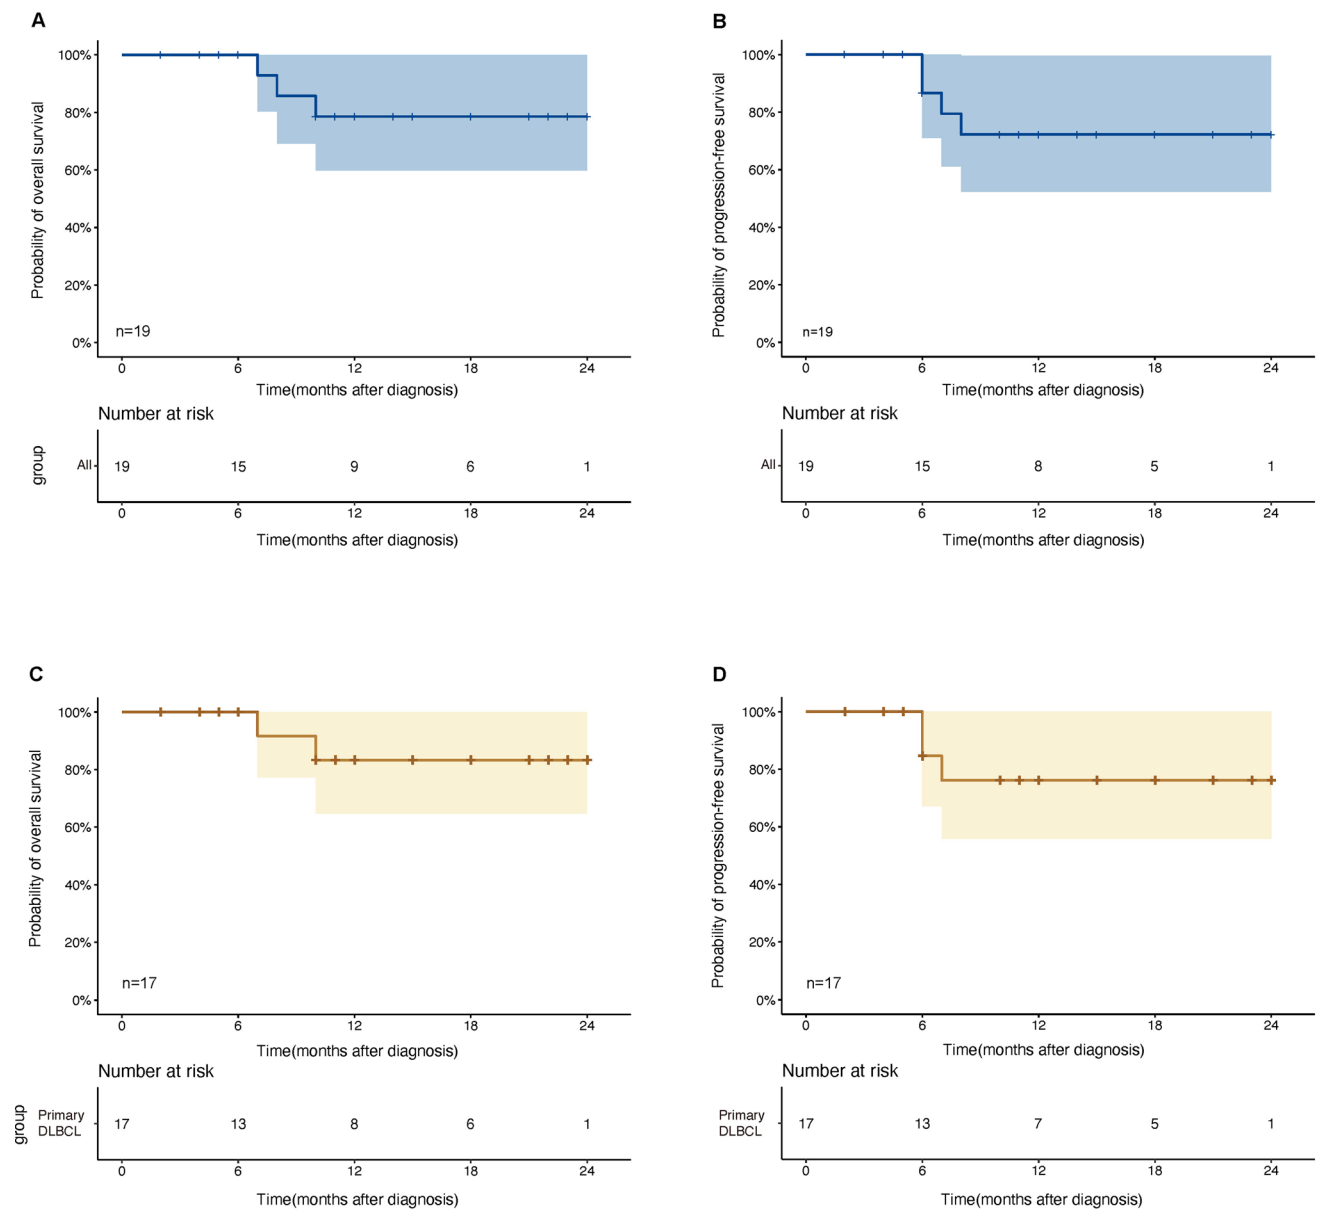 A
Probability of overall survival
100%
80%
60%
40%
20%
0%
n=19
0 6 12 18 24
Time(months after diagnosis)
Number at risk
group
All
19 15 9 6 1
0 6 12 18 24
Time(months after diagnosis)
B
Probability of progression-free survival
100%
80%
60%
40%
20%
0%
n=19
0 6 12 18 24
Time(months after diagnosis)
Number at risk
All
19 15 8 5 1
0 6 12 18 24
Time(months after diagnosis)
C
Probability of overall survival
100%
80%
60%
40%
20%
0%
n=17
0 6 12 18 24
Time(months after diagnosis)
Number at risk
group
Primary
DLBCL
17 13 8 6 1
0 6 12 18 24
Time(months after diagnosis)
D
Probability of progression-free survival
100%
80%
60%
40%
20%
0%
n=17
0 6 12 18 24
Time(months after diagnosis)
Number at risk
Primary
DLBCL
17 13 7 5 1
0 6 12 18 24
Time(months after diagnosis)